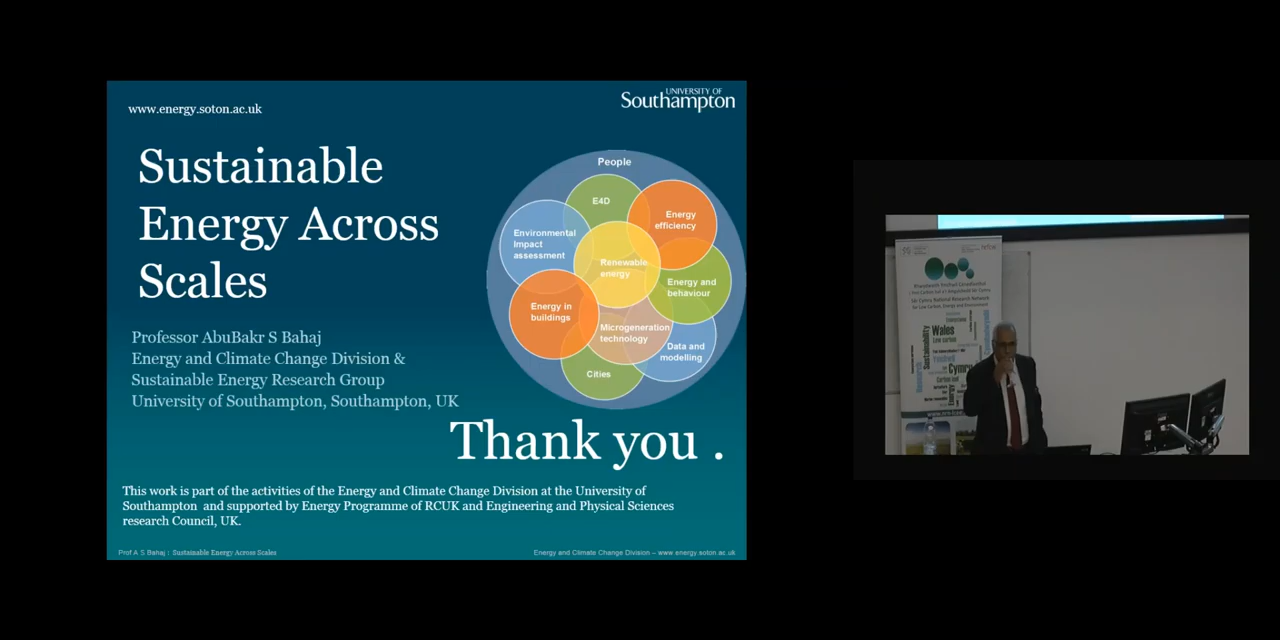 www.energy.soton.ac.uk
UNIVERSITY OF
Southampton
Sustainable
Energy Across
Scales
Professor AbuBakr S Bahaj
Energy and Climate Change Division &
Sustainable Energy Research Group
University of Southampton, Southampton, UK
People
E4D
Energy
efficiency
Environmental
Impact
assessment
Renewable
energy
Energy and
behaviour
Energy in
buildings
Microgeneration
technology
Data and
modelling
Cities
Thank you .
This work is part of the activities of the Energy and Climate Change Division at the University of
Southampton and supported by Energy Programme of RCUK and Engineering and Physical Sciences
research Council, UK.
Prof A S Bahaj : Sustainable Energy Across Scales
Energy and Climate Change Division – www.energy.soton.ac.uk
Wales
Low carbon
Sustainability
Cymru